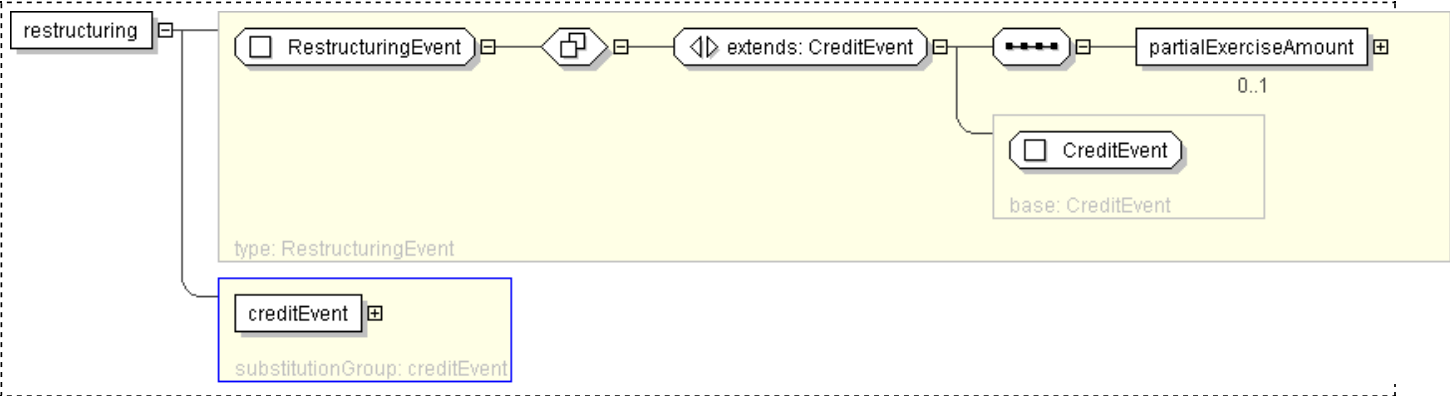 restructuring
RestructuringEvent
extends: CreditEvent
partialExerciseAmount
0..1
CreditEvent
base: CreditEvent
type: RestructuringEvent
creditEvent
substitutionGroup: creditEvent